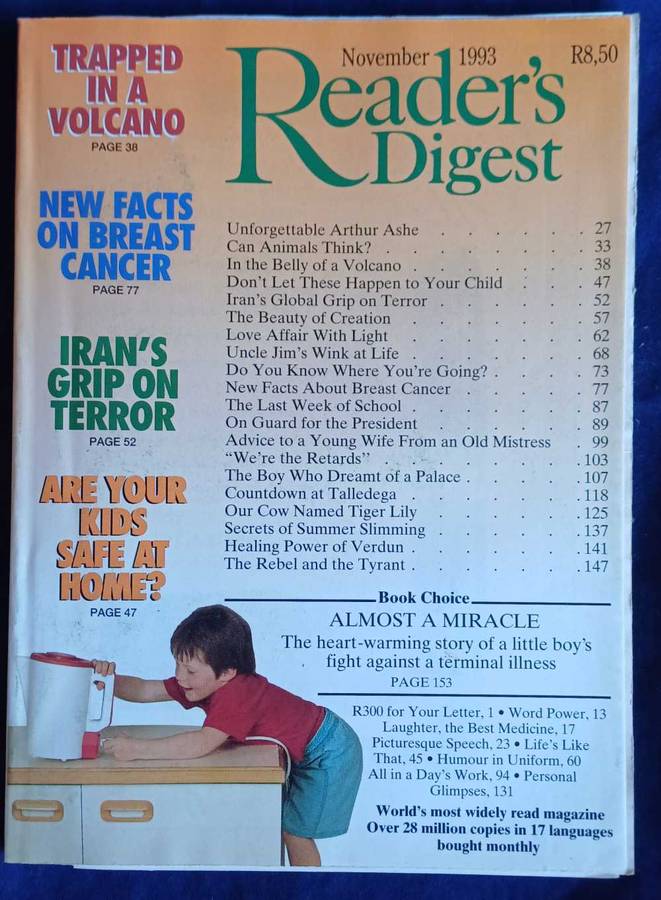 November 1993 R8,50
Reader's
Digest
TRAPPED
IN A
VOLCANO
PAGE 38
NEW FACTS
ON BREAST
CANCER
PAGE 77
IRAN'S
GRIP ON
TERROR
PAGE 52
ARE YOUR
KIDS
SAFE AT
HOME?
PAGE 47
Unforgettable Arthur Ashe . . . . . . 27
Can Animals Think? . . . . . . . 33
In the Belly of a Volcano . . . . . . . 38
Don't Let These Happen to Your Child . . . 47
Iran's Global Grip on Terror . . . . . . 52
The Beauty of Creation . . . . . . 57
Love Affair With Light . . . . . . 62
Uncle Jim's Wink at Life . . . . . . . 68
Do You Know Where You're Going? . . . . 73
New Facts About Breast Cancer . . . . . 77
The Last Week of School . . . . . . . 87
On Guard for the President . . . . . . 89
Advice to a Young Wife From an Old Mistress . 99
“We're the Retards” . . . . . . . 103
The Boy Who Dreamt of a Palace . . . . . 107
Countdown at Talledega . . . . . . 118
Our Cow Named Tiger Lily . . . . . . 125
Secrets of Summer Slimming . . . . . . 137
Healing Power of Verdun . . . . . . . 141
The Rebel and the Tyrant . . . . . . . 147
Book Choice
ALMOST A MIRACLE
The heart-warming story of a little boy's
fight against a terminal illness
PAGE 153
R300 for Your Letter, 1 • Word Power, 13
Laughter, the Best Medicine, 17
Picturesque Speech, 23 • Life's Like
That, 45 • Humour in Uniform, 60
All in a Day's Work, 94 • Personal
Glimpses, 131
World's most widely read magazine
Over 28 million copies in 17 languages
bought monthly